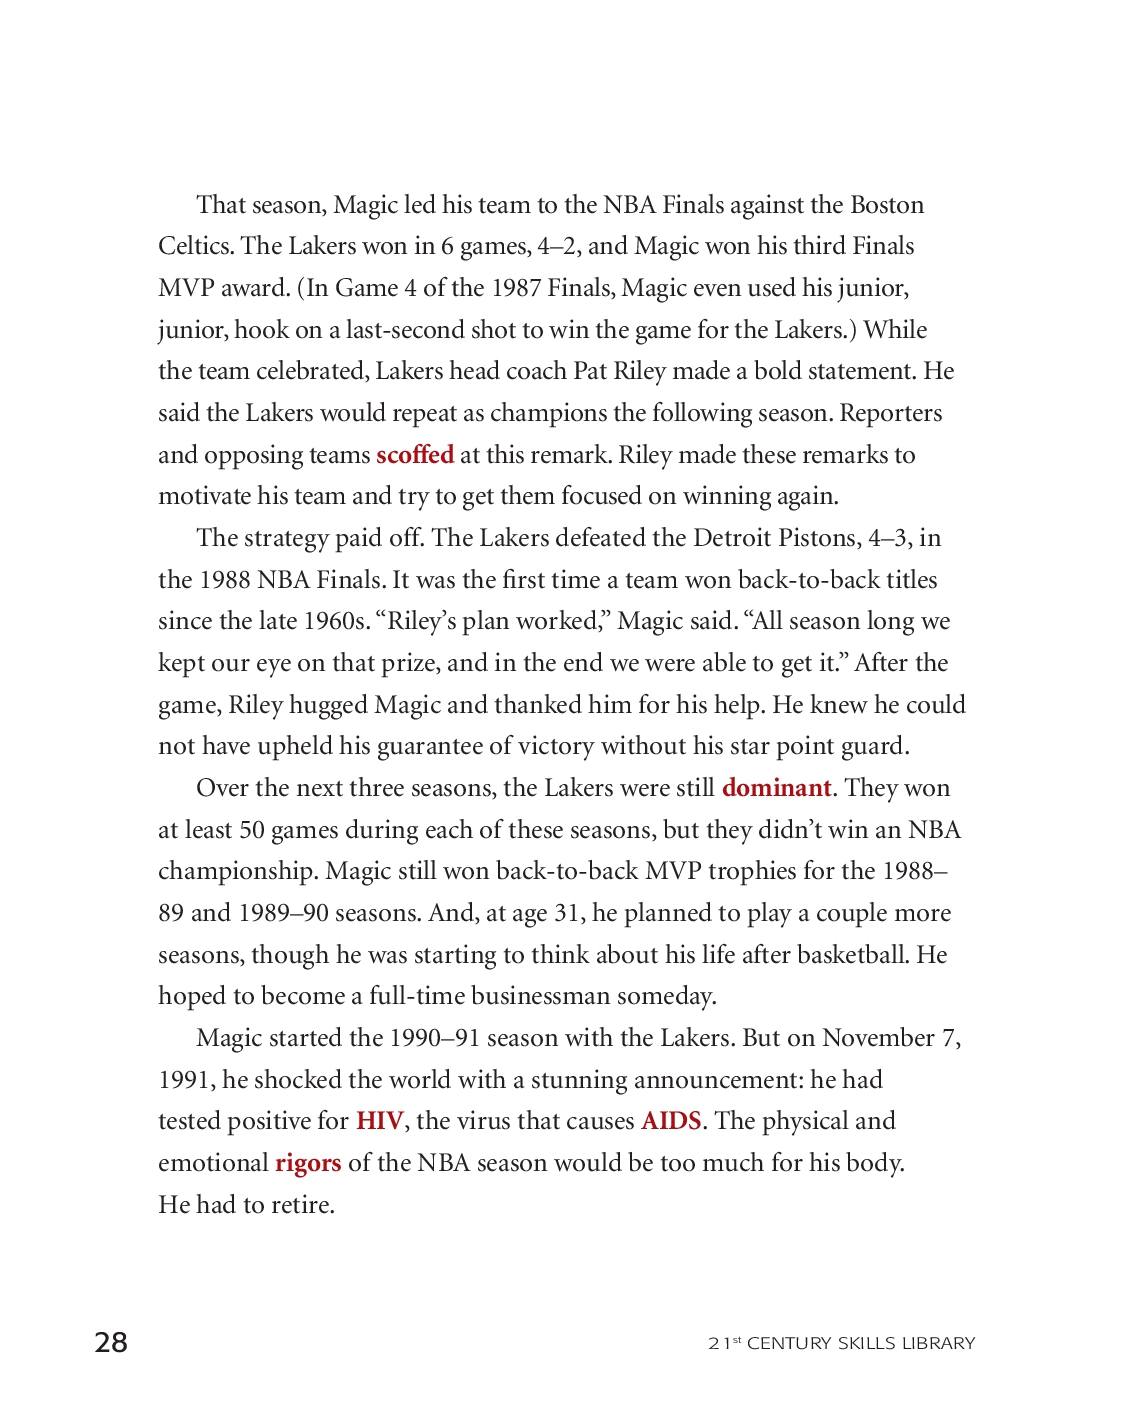 That season, Magic led his team to the NBA Finals against the Boston
Celtics. The Lakers won in 6 games, 4–2, and Magic won his third Finals
MVP award. (In Game 4 of the 1987 Finals, Magic even used his junior,
junior, hook on a last-second shot to win the game for the Lakers.) While
the team celebrated, Lakers head coach Pat Riley made a bold statement. He
said the Lakers would repeat as champions the following season. Reporters
and opposing teams scoffed at this remark. Riley made these remarks to
motivate his team and try to get them focused on winning again.
The strategy paid off. The Lakers defeated the Detroit Pistons, 4–3, in
the 1988 NBA Finals. It was the first time a team won back-to-back titles
since the late 1960s. “Riley’s plan worked,” Magic said. “All season long we
kept our eye on that prize, and in the end we were able to get it.” After the
game, Riley hugged Magic and thanked him for his help. He knew he could
not have upheld his guarantee of victory without his star point guard.
Over the next three seasons, the Lakers were still dominant. They won
at least 50 games during each of these seasons, but they didn’t win an NBA
championship. Magic still won back-to-back MVP trophies for the 1988–
89 and 1989–90 seasons. And, at age 31, he planned to play a couple more
seasons, though he was starting to think about his life after basketball. He
hoped to become a full-time businessman someday.
Magic started the 1990–91 season with the Lakers. But on November 7,
1991, he shocked the world with a stunning announcement: he had
tested positive for HIV, the virus that causes AIDS. The physical and
emotional rigors of the NBA season would be too much for his body.
He had to retire.
28
21st CENTURY SKILLS LIBRARY